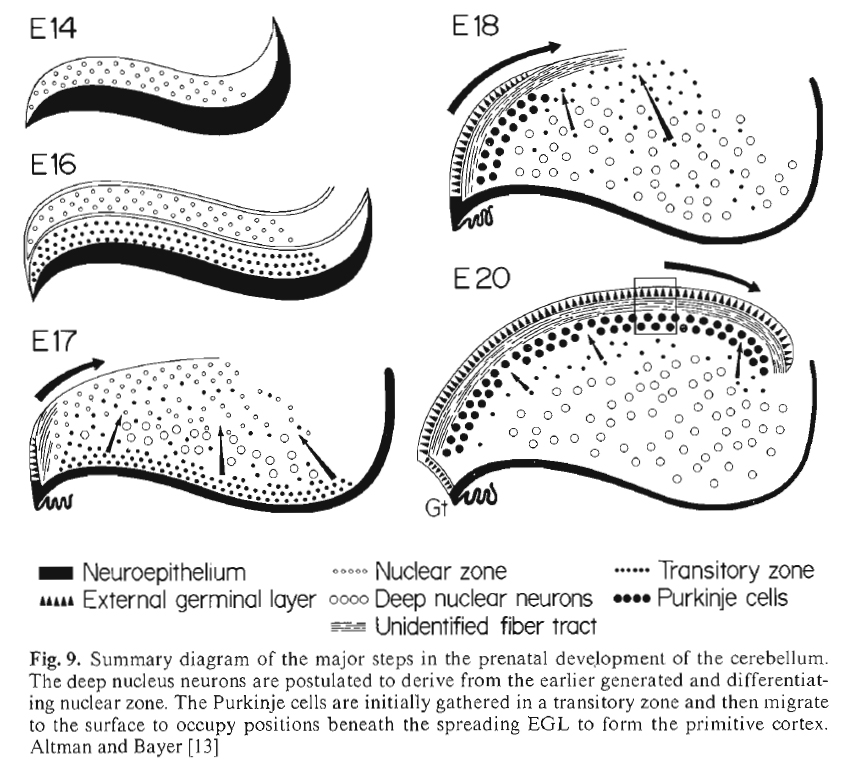 E14
E18
E16
E20
E17
Gt
Neuroepithelium
Nuclear zone
Transitory zone
External germinal layer
Deep nuclear neurons
Purkinje cells
Unidentified fiber tract
Fig. 9. Summary diagram of the major steps in the prenatal development of the cerebellum.
The deep nucleus neurons are postulated to derive from the earlier generated and differentiat-
ing nuclear zone. The Purkinje cells are initially gathered in a transitory zone and then migrate
to the surface to occupy positions beneath the spreading EGL to form the primitive cortex.
Altman and Bayer [13]